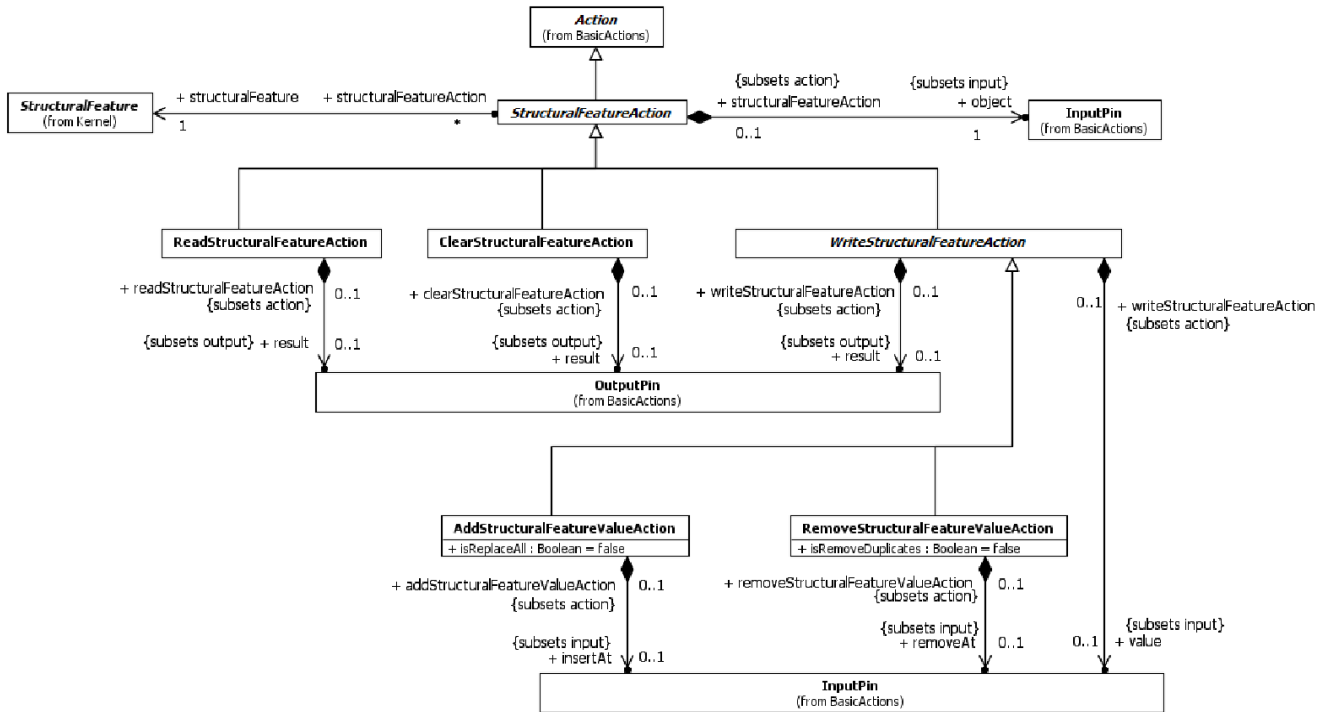 Action
(from BasicActions)
StructuralFeature
(from Kernel)
+ structuralFeature
1
+ structuralFeatureAction
*
StructuralFeatureAction
{subsets action}
+ structuralFeatureAction
0..1
{subsets input}
+ object
1
InputPin
(from BasicActions)
ReadStructuralFeatureAction
ClearStructuralFeatureAction
WriteStructuralFeatureAction
+ readStructuralFeatureAction
{subsets action}
0..1
{subsets output} + result
0..1
+ clearStructuralFeatureAction
{subsets action}
0..1
{subsets output}
+ result
0..1
+ writeStructuralFeatureAction
{subsets action}
0..1
{subsets output}
+ result
0..1
0..1
+ writeStructuralFeatureAction
{subsets action}
OutputPin
(from BasicActions)
AddStructuralFeatureValueAction
+ isReplaceAll : Boolean = false
RemoveStructuralFeatureValueAction
+ isRemoveDuplicates : Boolean = false
+ addStructuralFeatureValueAction
{subsets action}
0..1
{subsets input}
+ insertAt
0..1
+ removeStructuralFeatureValueAction
{subsets action}
0..1
{subsets input}
+ removeAt
0..1
0..1
{subsets input}
+ value
InputPin
(from BasicActions)